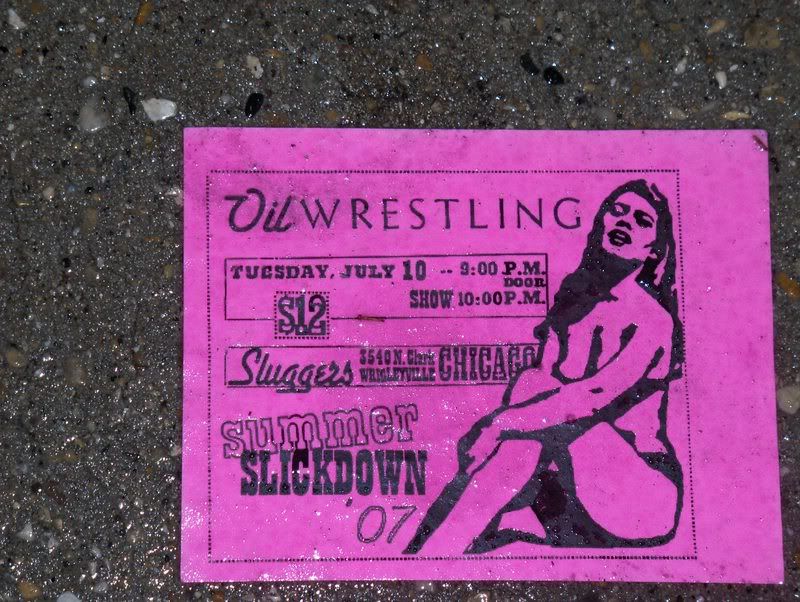 Oil WRESTLING
TUESDAY, JULY 10 -- 9:00 P.M.
DOOR
SHOW 10:00 P.M.
$12
Sluggers 3540 N. Clark CHICAGO
WRIGLEYVILLE
summer
SLICKDOWN
'07